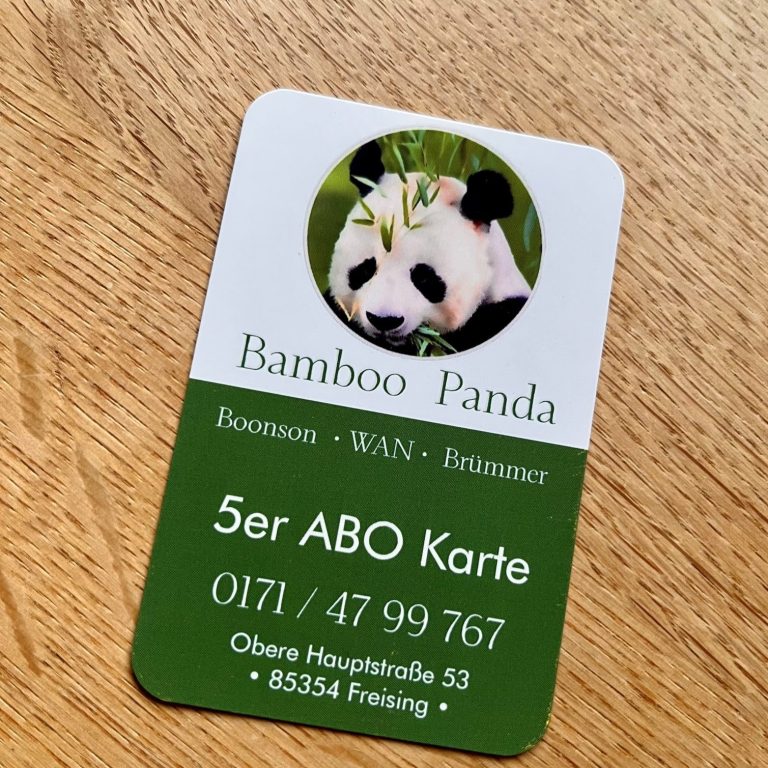 Bamboo Panda
Boonson · WAN · Brümmer
5er ABO Karte
0171 / 47 99 767
Obere Hauptstraße 53
• 85354 Freising •